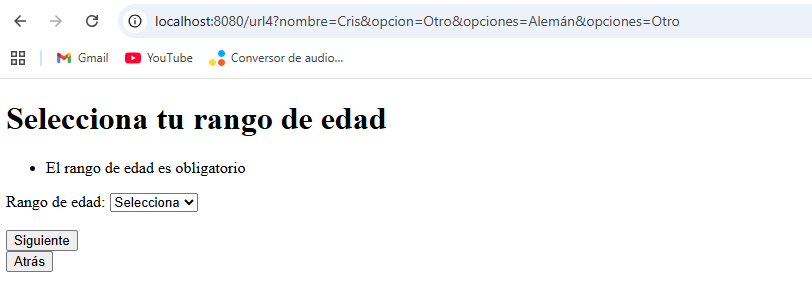 localhost:8080/url4?nombre=Cris&opcion=Otro&opciones=Alemán&opciones=Otro
Gmail YouTube Conversor de audio...
Selecciona tu rango de edad
El rango de edad es obligatorio
Rango de edad: Selecciona
Siguiente
Atrás